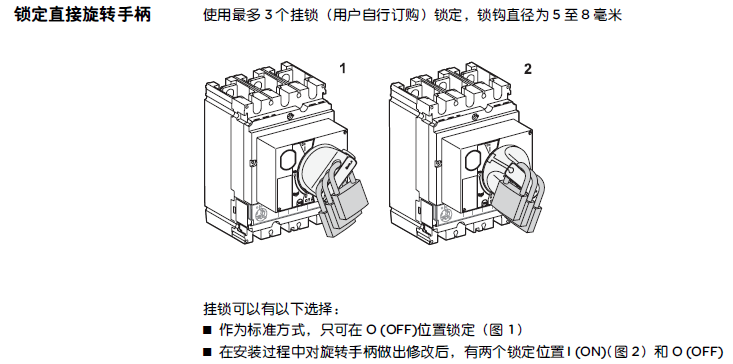 锁定直接旋转手柄
使用最多 3 个挂锁（用户自行订购）锁定，锁钩直径为 5 至 8 毫米
1
2
挂锁可以有以下选择：
■ 作为标准方式，只可在 O (OFF)位置锁定（图 1）
■ 在安装过程中对旋转手柄做出修改后，有两个锁定位置 I (ON)(图 2）和 O (OFF)